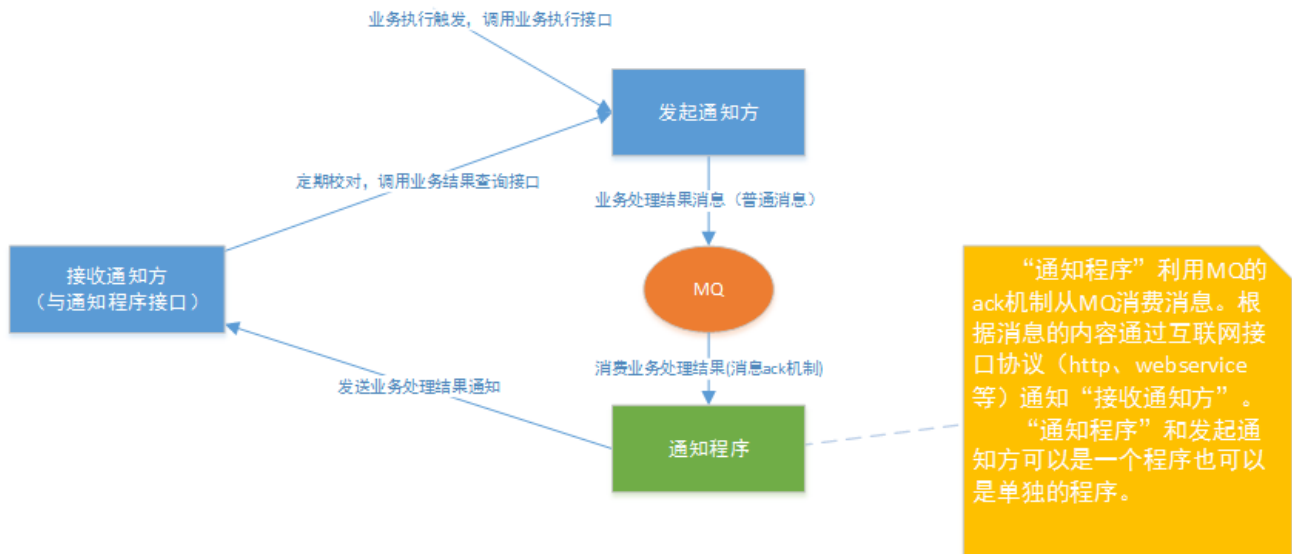 业务执行触发，调用业务执行接口
发起通知方
定期校对，调用业务结果查询接口
业务处理结果消息（普通消息）
接收通知方
（与通知程序接口）
MQ
消费业务处理结果(消息ack机制)
发送业务处理结果通知
通知程序
“通知程序”利用MQ的
ack机制从MQ消费消息。根
据消息的内容通过互联网接
口协议（http、webservice
等）通知“接收通知方”。
“通知程序”和发起通
知方可以是一个程序也可以
是单独的程序。